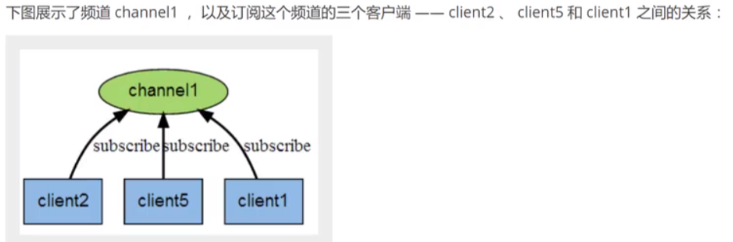 下图展示了频道 channel1 ， 以及订阅这个频道的三个客户端 —— client2 、 client5 和 client1 之间的关系：
channel1
subscribe subscribe subscribe
client2 client5 client1